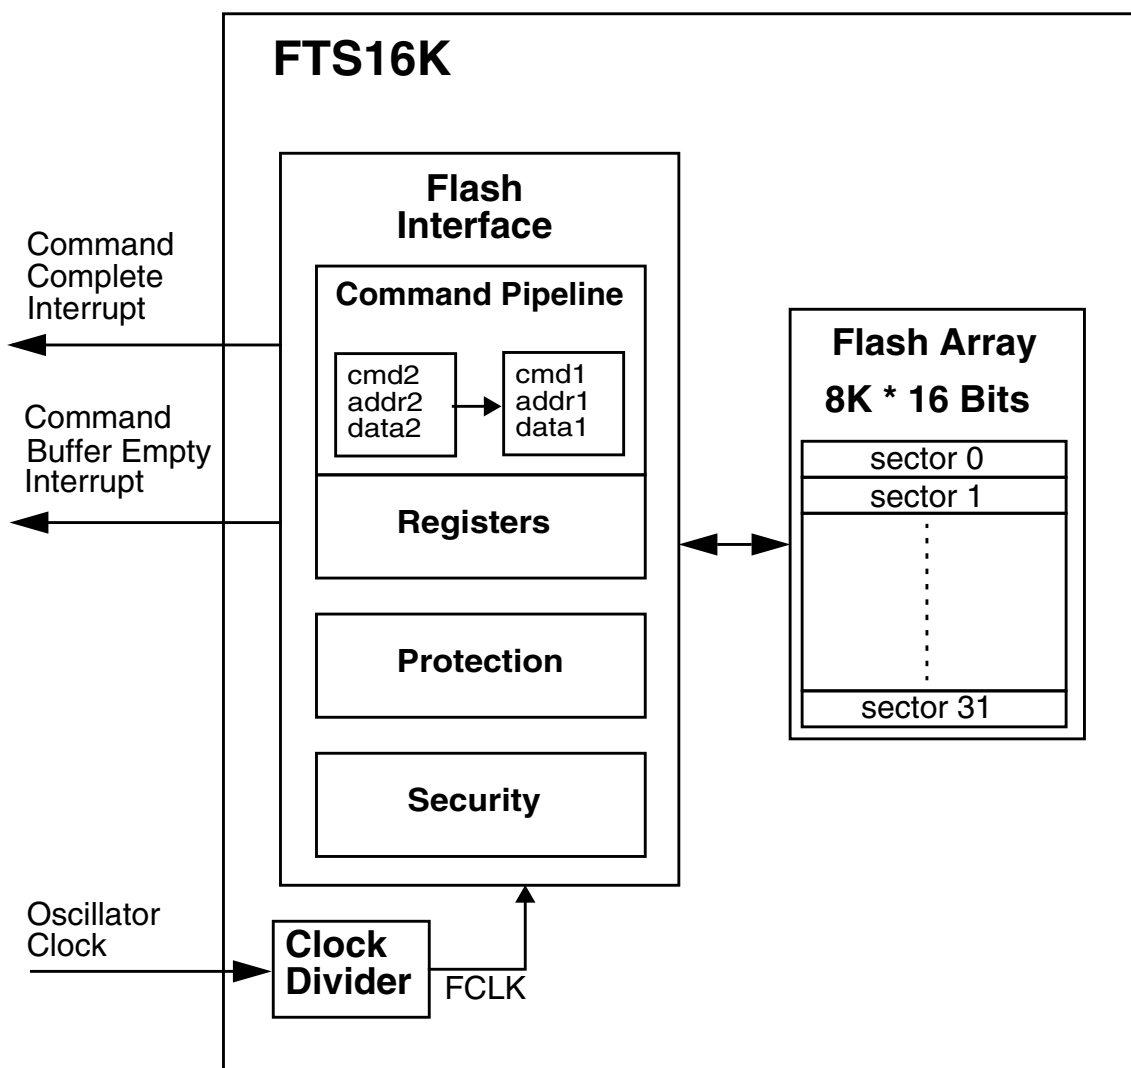 FTS16K
Flash
Interface
Command
Complete
Interrupt
Command Pipeline
cmd2
addr2
data2
cmd1
addr1
data1
Command
Buffer Empty
Interrupt
Registers
Protection
Security
Flash Array
8K * 16 Bits
sector 0
sector 1
sector 31
Oscillator
Clock
Clock
Divider
FCLK